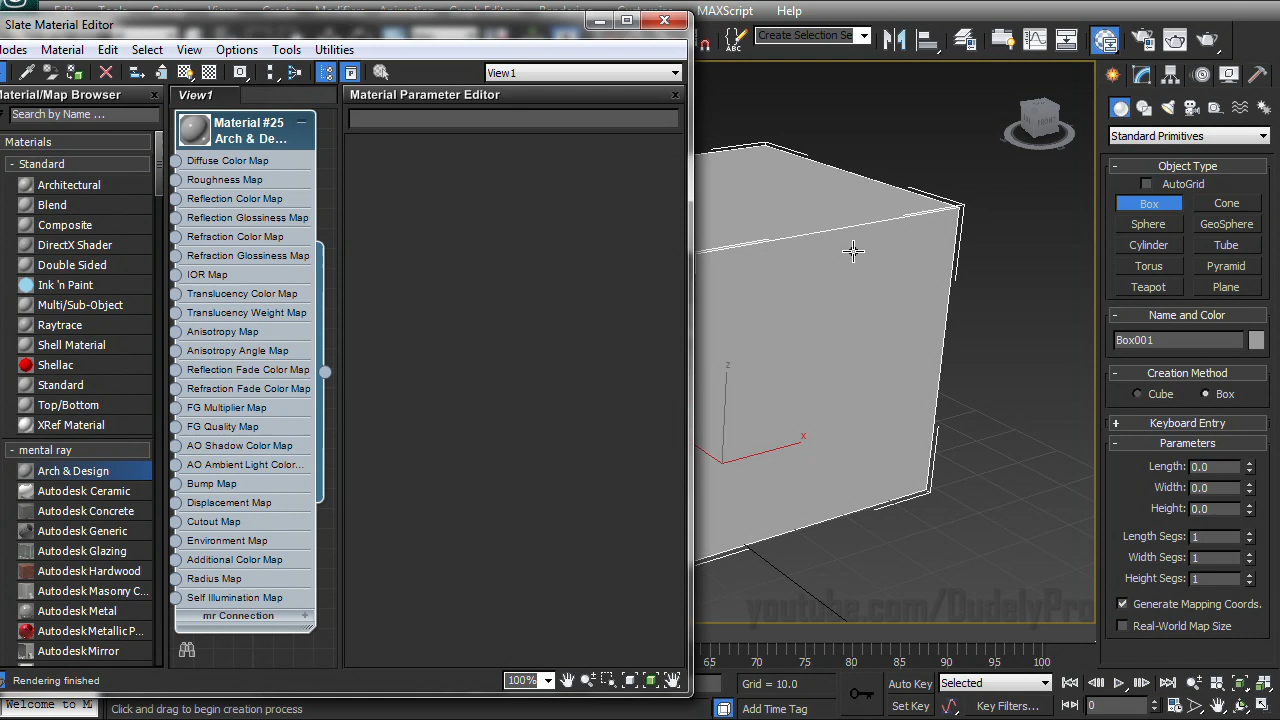 Slate Material Editor
Modes Material Edit Select View Options Tools Utilities
View1
Material/Map Browser
Search by Name ...
Materials
- Standard
Architectural
Blend
Composite
DirectX Shader
Double Sided
Ink 'n Paint
Multi/Sub-Object
Raytrace
Shell Material
Shellac
Standard
Top/Bottom
XRef Material
- mental ray
Arch & Design
Autodesk Ceramic
Autodesk Concrete
Autodesk Generic
Autodesk Glazing
Autodesk Hardwood
Autodesk Masonry C...
Autodesk Metal
Autodesk Metallic P...
Autodesk Mirror
Rendering finished
View1
Material #25
Arch & De...
Diffuse Color Map
Roughness Map
Reflection Color Map
Reflection Glossiness Map
Refraction Color Map
Refraction Glossiness Map
IOR Map
Translucency Color Map
Translucency Weight Map
Anisotropy Map
Anisotropy Angle Map
Reflection Fade Color Map
Refraction Fade Color Map
FG Multiplier Map
FG Quality Map
AO Shadow Color Map
AO Ambient Light Color...
Bump Map
Displacement Map
Cutout Map
Environment Map
Additional Color Map
Radius Map
Self Illumination Map
mr Connection +
Material Parameter Editor
100%
MAXScript Help
Create Selection Se
FRONT
z
x
youtube.com/
Standard Primitives
- Object Type
AutoGrid
Box Cone
Sphere GeoSphere
Cylinder Tube
Torus Pyramid
Teapot Plane
- Name and Color
Box001
- Creation Method
Cube Box
+ Keyboard Entry
- Parameters
Length: 0.0
Width: 0.0
Height: 0.0
Length Segs: 1
Width Segs: 1
Height Segs: 1
Generate Mapping Coords.
Real-World Map Size
65 70 75 80 85 90 95 100
Grid = 10.0
Add Time Tag
Auto Key Selected
Set Key Key Filters...
0
Welcome to M
Click and drag to begin creation process